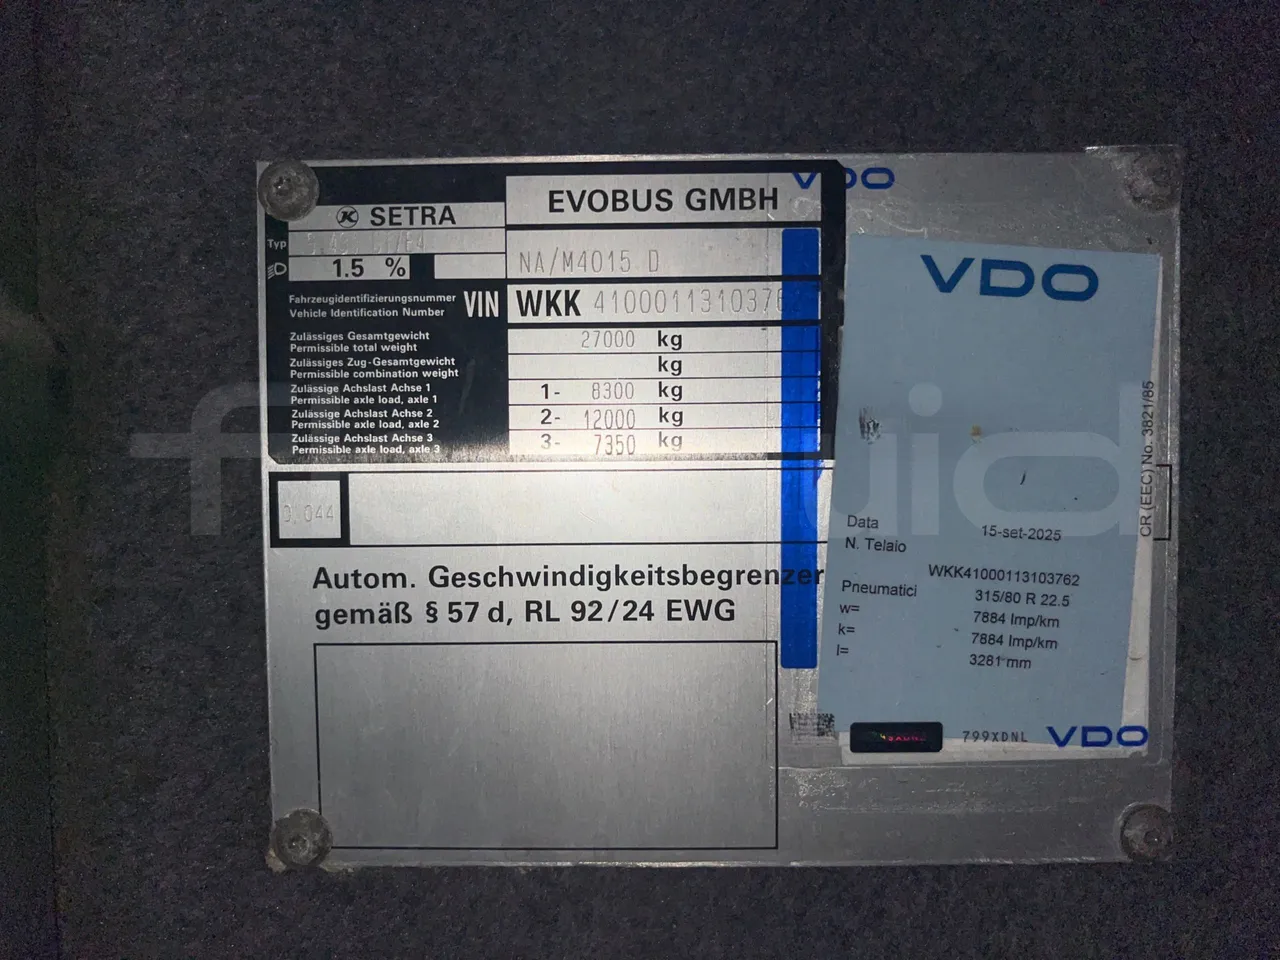 SETRA
EVOBUS GMBH
Typ
1.5 %
NA/M4015 D
Fahrzeugidentifizierungsnummer
Vehicle Identification Number
VIN
WKK 4100011310376
Zulässiges Gesamtgewicht
Permissible total weight
27000 kg
Zulässiges Zug-Gesamtgewicht
Permissible combination weight
kg
Zulässige Achslast Achse 1
Permissible axle load, axle 1
1- 8300 kg
Zulässige Achslast Achse 2
Permissible axle load, axle 2
2- 12000 kg
Zulässige Achslast Achse 3
Permissible axle load, axle 3
3- 7350 kg
0.044
Autom. Geschwindigkeitsbegrenzer
gemäß § 57 d, RL 92/24 EWG
VDO
VDO
Data 15-set-2025
N. Telaio WKK41000113103762
Pneumatici 315/80 R 22.5
w= 7884 Imp/km
k= 7884 Imp/km
l= 3281 mm
CR (EEC) No. 3821/85
799XDNL VDO